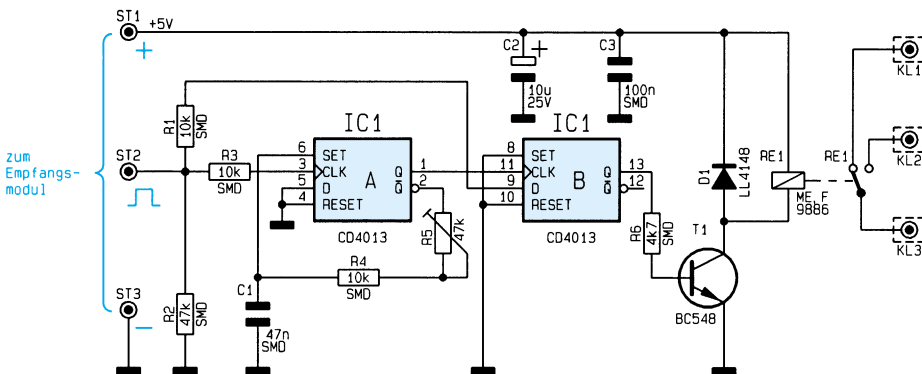 ST1
+5V
+
C2
+
10u
25V
C3
100n
SMD
KL1
R1
10k
SMD
IC1
IC1
zum
Empfangs-
modul
ST2
R3
10k
SMD
6
3
5
4
SET
CLK
D
RESET
A
Q
Q
1
2
CD4013
8
11
9
10
SET
CLK
D
RESET
B
Q
Q
13
12
CD4013
D1
LL4148
RE1
ME_F
9886
RE1
KL2
KL3
R5
47k
R6
4k7
SMD
T1
BC548
R4
10k
SMD
ST3
−
R2
47k
SMD
C1
47n
SMD